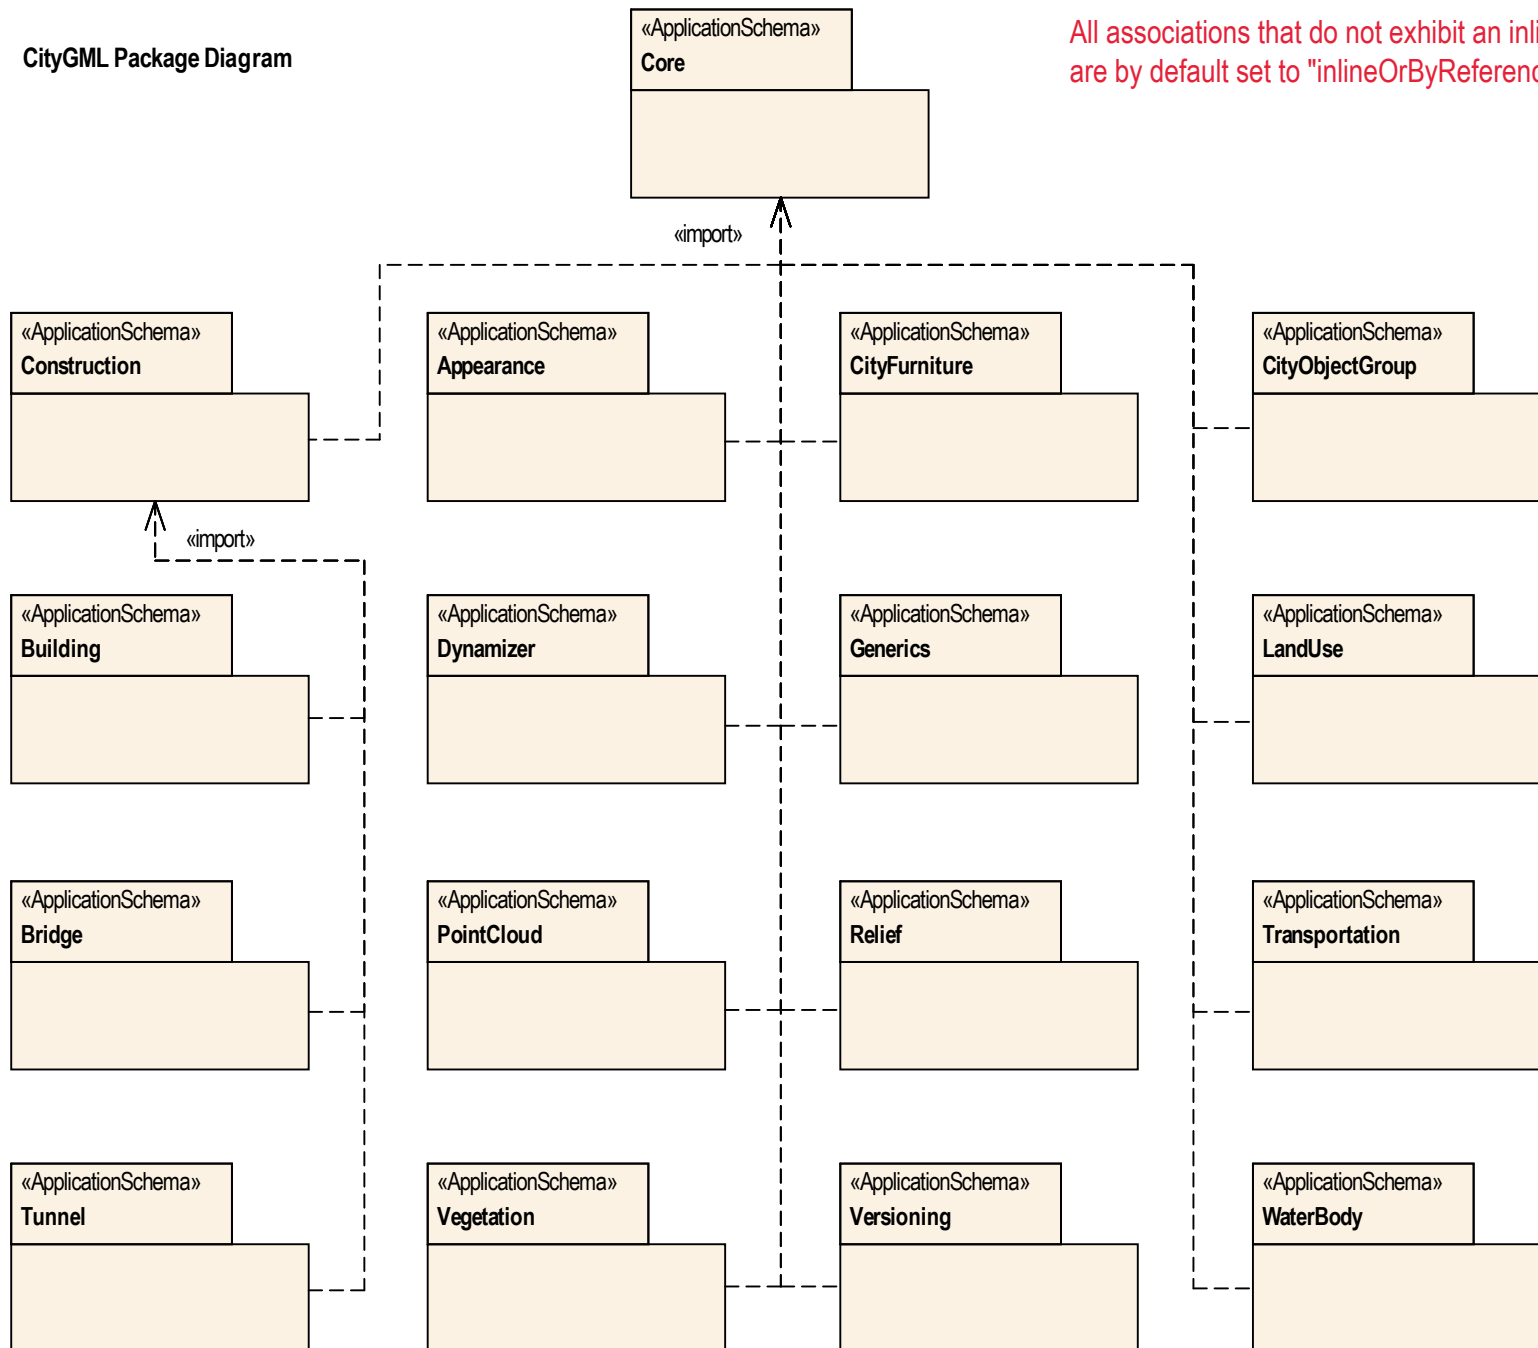 CityGML Package Diagram
«ApplicationSchema»
Core
All associations that do not exhibit an
are by default set to
«import»
«ApplicationSchema»
Construction
«ApplicationSchema»
Appearance
«ApplicationSchema»
CityFurniture
«ApplicationSchema»
CityObjectGroup
«import»
«ApplicationSchema»
Building
«ApplicationSchema»
Dynamizer
«ApplicationSchema»
Generics
«ApplicationSchema»
LandUse
«ApplicationSchema»
Bridge
«ApplicationSchema»
PointCloud
«ApplicationSchema»
Relief
«ApplicationSchema»
Transportation
«ApplicationSchema»
Tunnel
«ApplicationSchema»
Vegetation
«ApplicationSchema»
Versioning
«ApplicationSchema»
WaterBody